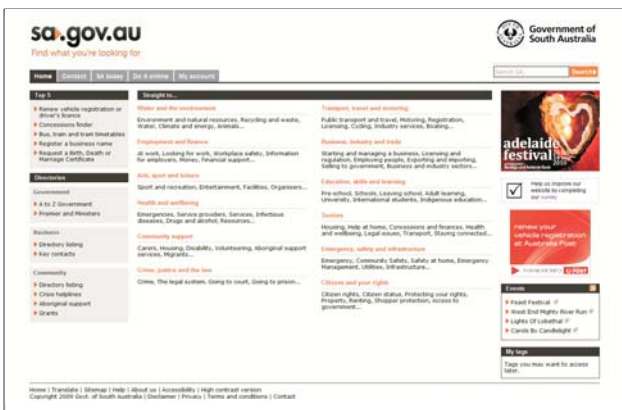 sa.gov.au
Find what you're looking for
Government of
South Australia
Home
Contact
SA today
Do it online
My account
Search
Top 5
Renew vehicle registration or
driver's licence
Concessions finder
Bus, train and tram timetables
Register a business name
Request a Birth, Death or
Marriage Certificate
Directories
Government
A to Z Government
Premier and Ministers
Business
Directory listing
Key contacts
Community
Directory listing
Crisis helplines
Aboriginal support
Grants
Straight to...
Water and the environment
Environment and natural resources, Recycling and waste,
Water, Climate and energy, Animals...
Employment and finance
At work, Looking for work, Workplace safety, Information
for employers, Money, Financial support...
Arts, sport and leisure
Sport and recreation, Entertainment, Facilities, Organisers...
Health and wellbeing
Emergencies, Service providers, Services, Infectious
diseases, Drugs and alcohol, Resources...
Community support
Carers, Housing, Disability, Volunteering, Aboriginal support
services, Migrants...
Crime, justice and the law
Crime, The legal system, Going to court, Going to prison...
Transport, travel and motoring
Public transport and travel, Motoring, Registration,
Licensing, Cycling, Industry services, Boating...
Business, industry and trade
Starting and managing a business, Licensing and
regulation, Employing people, Exporting and importing,
Selling to government, Business and industry sectors...
Education, skills and learning
Pre-school, Schools, Leaving school, Adult learning,
University, International students, Indigenous education...
Seniors
Housing, Help at home, Concessions and finances, Health
and wellbeing, Legal issues, Transport, Staying connected...
Emergency, safety and infrastructure
Emergency, Community Safety, Safety at home, Emergency
Management, Utilities, Infrastructure...
Citizens and your rights
Citizen rights, Citizen status, Protecting your rights,
Property, Renting, Shopper protection, Access to
government...
adelaide
festival
Help us improve our
website by completing
our survey
renew your
vehicle registration
at Australia Post
Events
Feast Festival
West End Mighty River Run
Lights Of Lobethal
Carols By Candlelight
My tags
Tags you may want to access
later.
Home | Translate | Sitemap | Help | About us | Accessibility | High contrast version
Copyright 2009 Govt. of South Australia | Disclaimer | Privacy | Terms and conditions | Contact